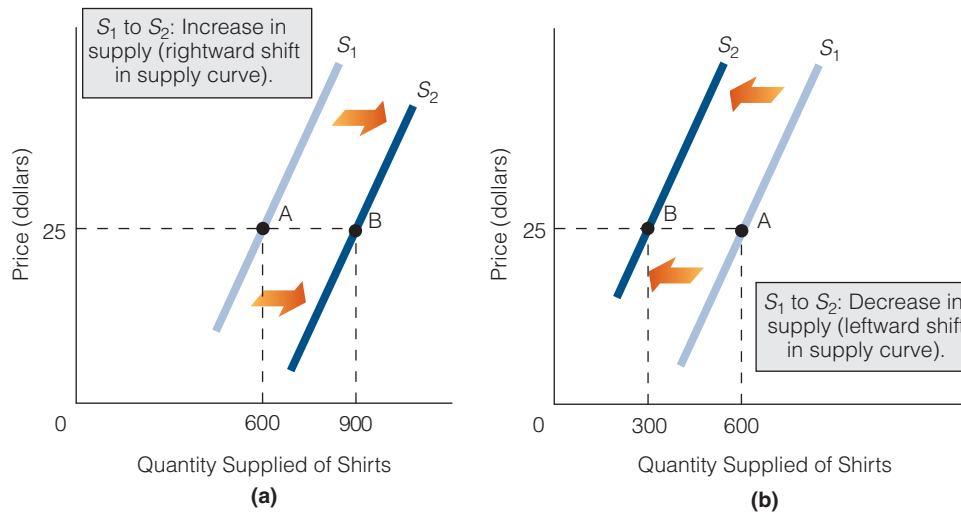 S₁ to S₂: Increase in
supply (rightward shift
in supply curve).
S₁
S₂
Price (dollars)
25
A
B
0
600
900
Quantity Supplied of Shirts
(a)
S₂
S₁
Price (dollars)
25
B
A
S₁ to S₂: Decrease in
supply (leftward shift
in supply curve).
0
300
600
Quantity Supplied of Shirts
(b)